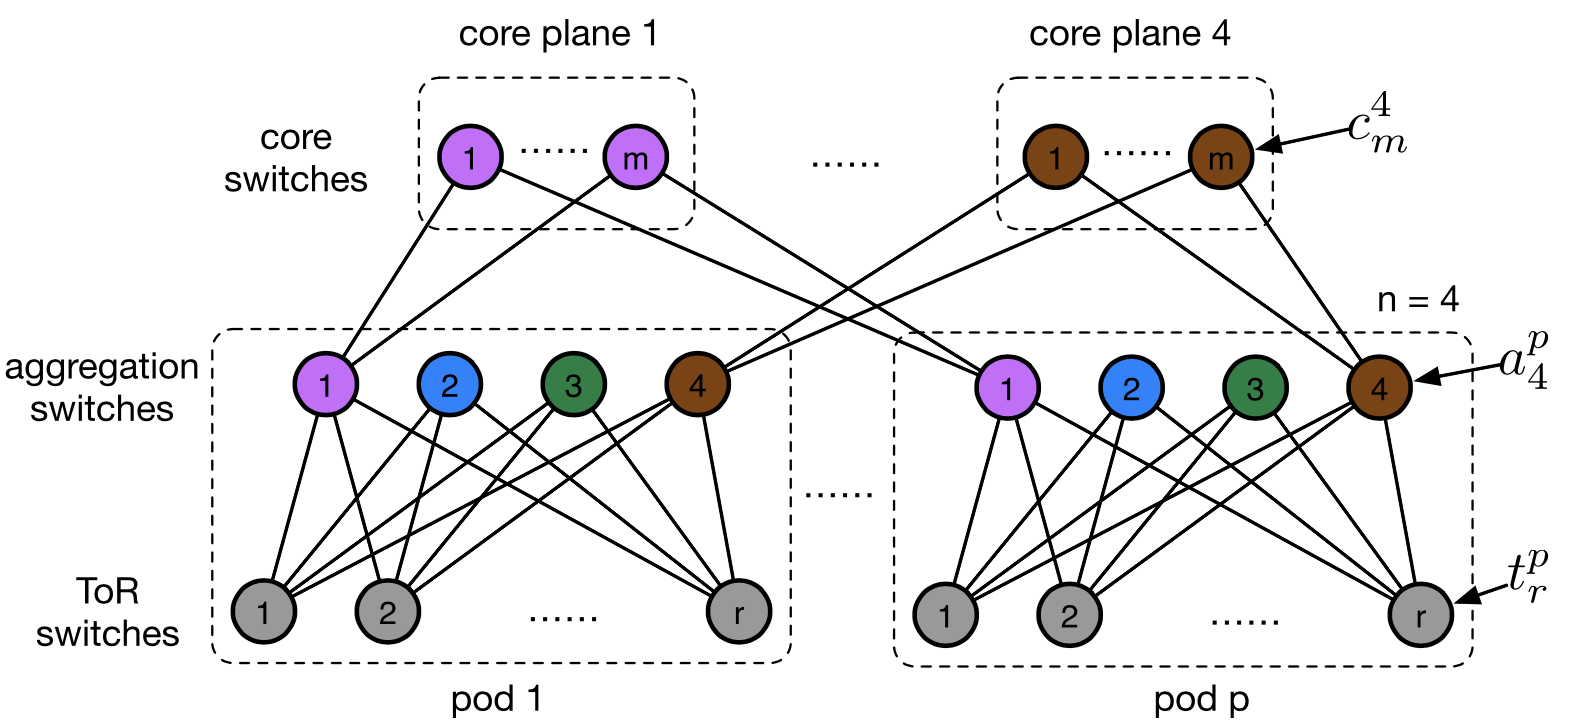 core plane 1
core plane 4
core
switches
1 ...... m
......
1 ...... m
c_m^4
n = 4
aggregation
switches
1 2 3 4
1 2 3 4
a_4^p
......
ToR
switches
1 2 ...... r
1 2 ...... r
t_r^p
pod 1
pod p